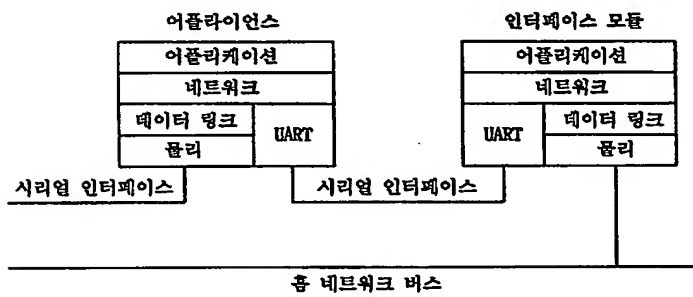 어플라이언스
어플리케이션
네트워크
데이터 링크
물리
UART
인터페이스 모듈
어플리케이션
네트워크
UART
데이터 링크
물리
시리얼 인터페이스
시리얼 인터페이스
홈 네트워크 버스